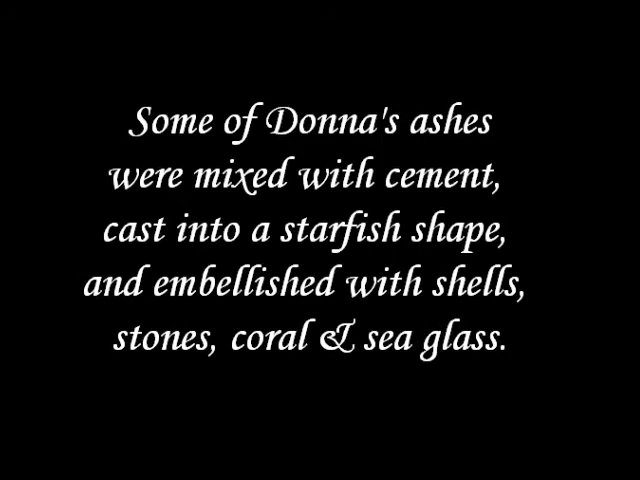 Some of Donna's ashes
were mixed with cement,
cast into a starfish shape,
and embellished with shells,
stones, coral & sea glass.